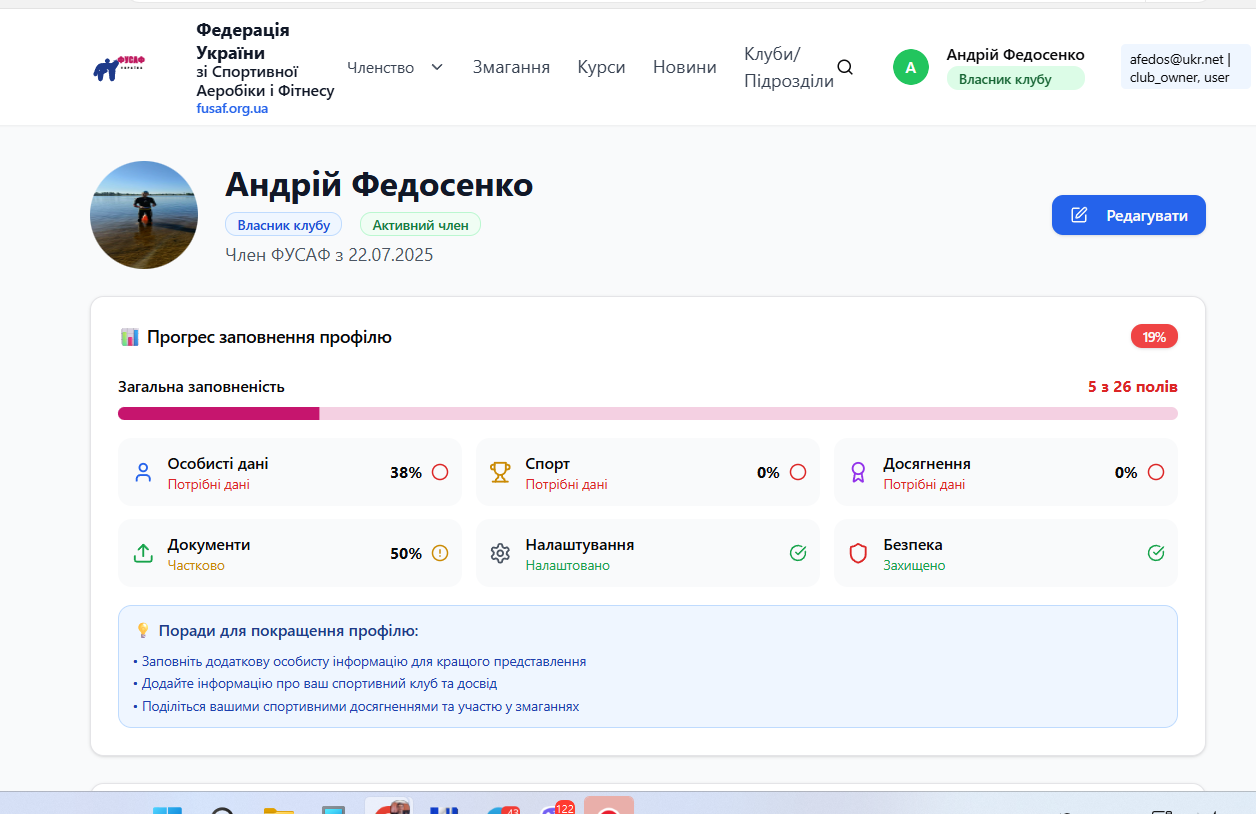 ФУСАФ
УКРАЇНА
Федерація
України
зі Спортивної
Аеробіки і Фітнесу
fusaf.org.ua
Членство
Змагання
Курси
Новини
Клуби/
Підрозділи
А
Андрій Федосенко
Власник клубу
afedos@ukr.net |
club_owner, user
Андрій Федосенко
Власник клубу
Активний член
Член ФУСАФ з 22.07.2025
Редагувати
Прогрес заповнення профілю
19%
Загальна заповненість
5 з 26 полів
Особисті дані
Потрібні дані
38%
Спорт
Потрібні дані
0%
Досягнення
Потрібні дані
0%
Документи
Частково
50%
Налаштування
Налаштовано
Безпека
Захищено
Поради для покращення профілю:
• Заповніть додаткову особисту інформацію для кращого представлення
• Додайте інформацію про ваш спортивний клуб та досвід
• Поділіться вашими спортивними досягненнями та участю у змаганнях
43
122